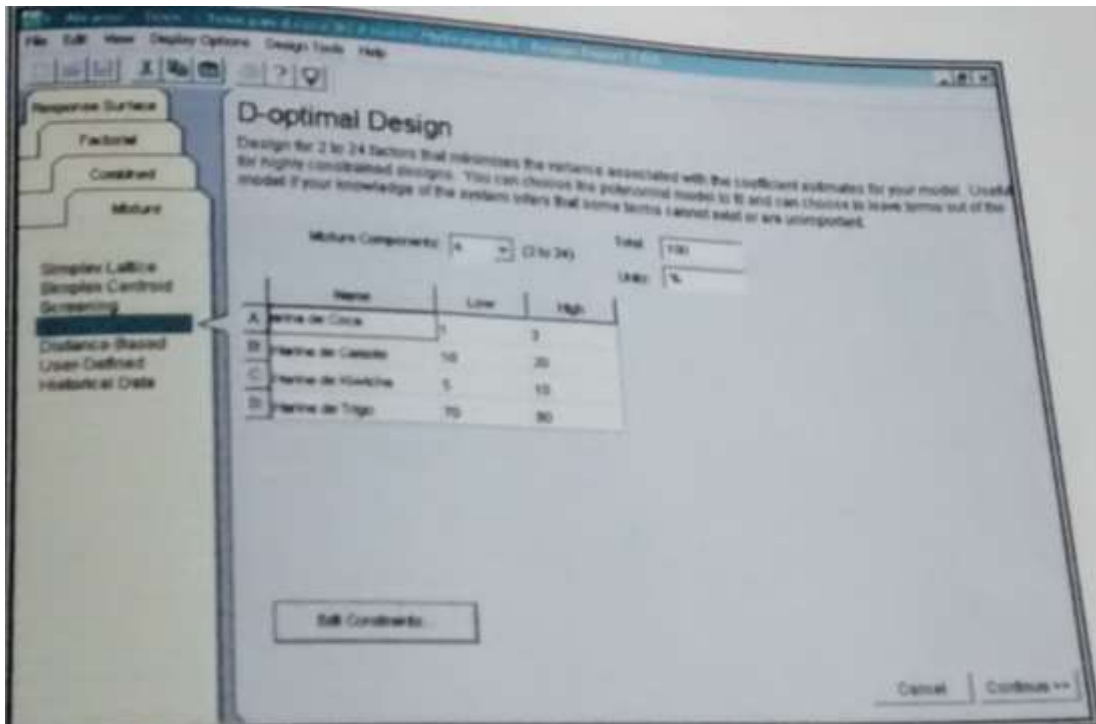 File Edit View Display Options Design Tools Help
Response Surface
Factorial
Combined
Mixture
Simplex Lattice
Simplex Centroid
Screening
Distance-Based
User-Defined
Historical Data
D-optimal Design
Design for 2 to 24 factors that minimizes the variance associated with the coefficient estimates for your model. Useful
for highly constrained designs. You can choose the polynomial model to fit and can choose to leave terms out of the
model if your knowledge of the system infers that some terms cannot exist or are unimportant.
Mixture Components: 4 (2 to 24) Total: 100
Units: %
Name Low High
A Harina de Coca 1 3
B Harina de 10 20
C Harina de Kiwicha 5 10
D Harina de Trigo 70 80
Edit Constraints...
Cancel Continue >>